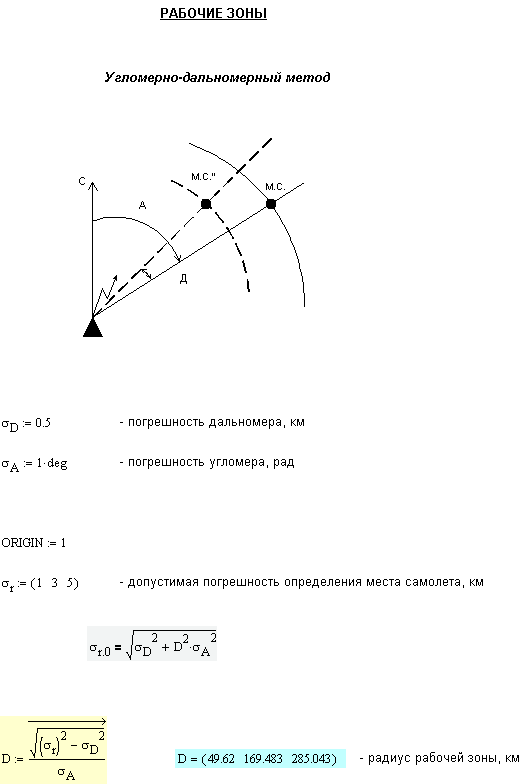 РАБОЧИЕ ЗОНЫ
Угломерно-дальномерный метод
С
А
м.с."
м.с.
Д
σD := 0.5 - погрешность дальномера, км
σA := 1·deg - погрешность угломера, рад
ORIGIN := 1
σr := (1 3 5) - допустимая погрешность определения места самолета, км
σr.0 = √(σD² + D²·σA²)
D := √((σr)² − σD²) / σA
D = (49.62 169.483 285.043) - радиус рабочей зоны, км